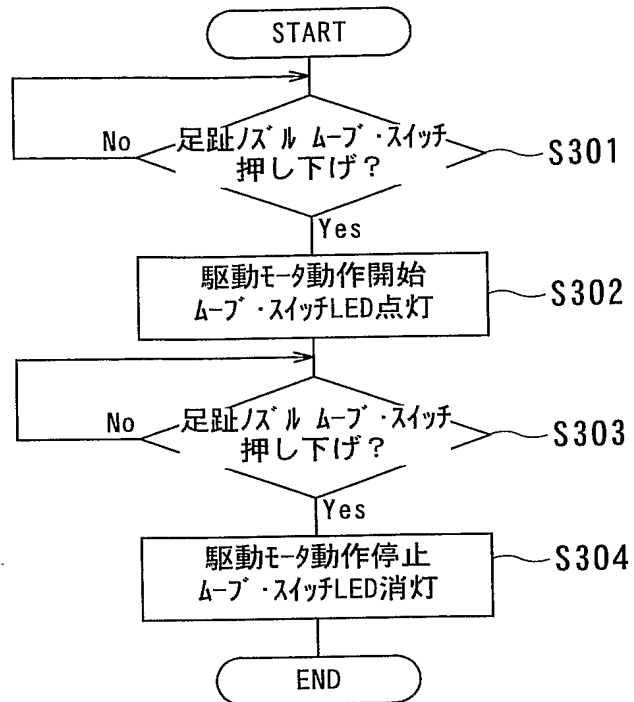 START
足趾ﾉｽﾞﾙ ﾑｰﾌﾞ・ｽｲｯﾁ
押し下げ？
No
S301
Yes
駆動ﾓｰﾀ動作開始
ﾑｰﾌﾞ・ｽｲｯﾁLED点灯
S302
足趾ﾉｽﾞﾙ ﾑｰﾌﾞ・ｽｲｯﾁ
押し下げ？
No
S303
Yes
駆動ﾓｰﾀ動作停止
ﾑｰﾌﾞ・ｽｲｯﾁLED消灯
S304
END